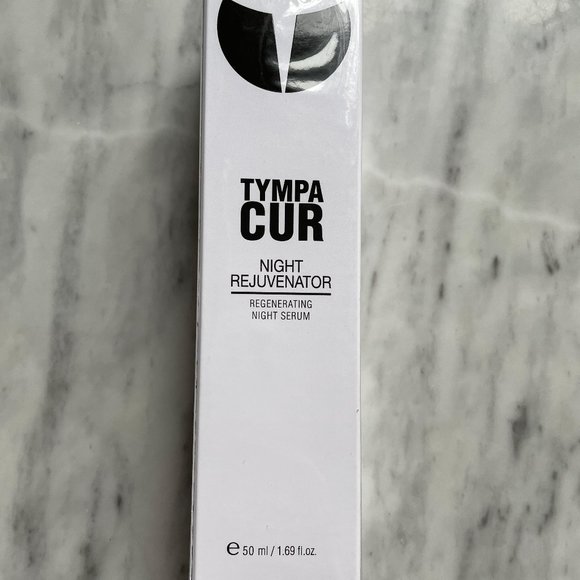 TYMPA
CUR
NIGHT
REJUVENATOR
REGENERATING
NIGHT SERUM
℮ 50 ml / 1.69 fl.oz.